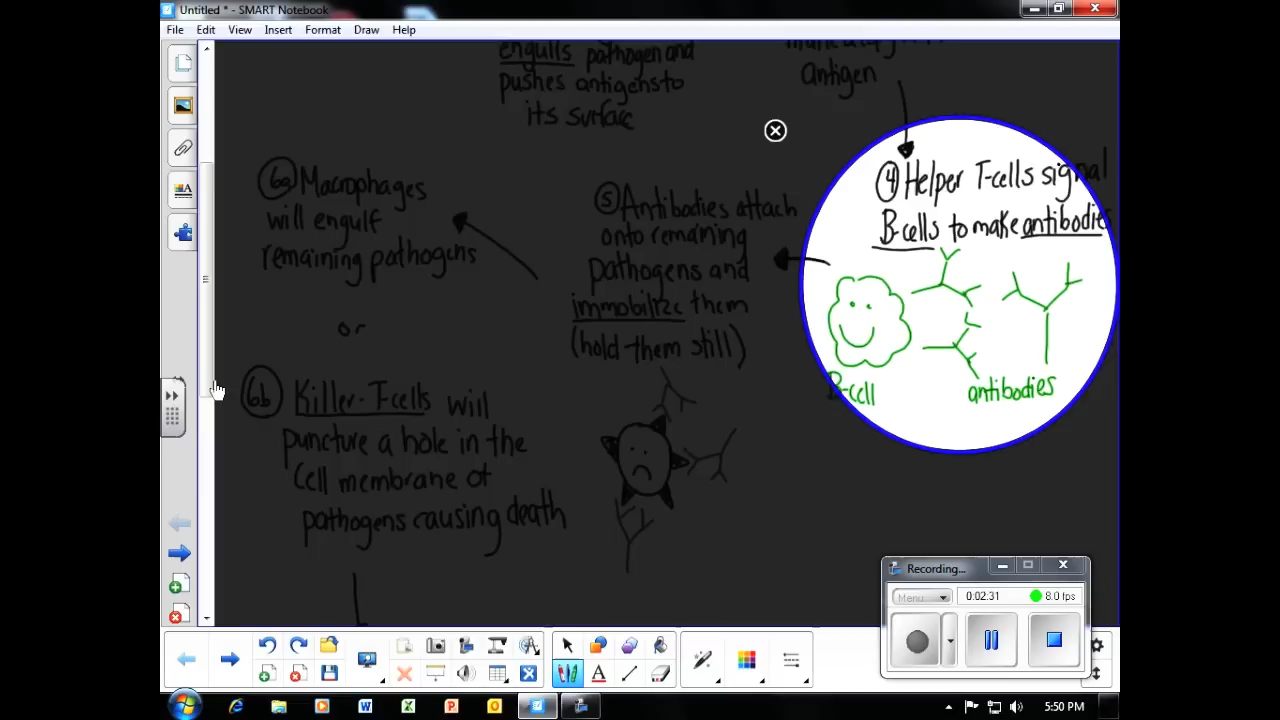 Untitled * - SMART Notebook
File Edit View Insert Format Draw Help
engulls pathogen and
pushes antigens to
its surface
antigen
4 Helper T-cells signal
B-cells to make antibodies
B-cell
antibodies
5 Antibodies attach
onto remaining
pathogens and
immobilize them
(hold them still)
6a Macrophages
will engulf
remaining pathogens
or
6b Killer-T-cells will
puncture a hole in the
Cell membrane of
pathogens causing death
Recording...
Menu 0:02:31 8.0 fps
5:50 PM